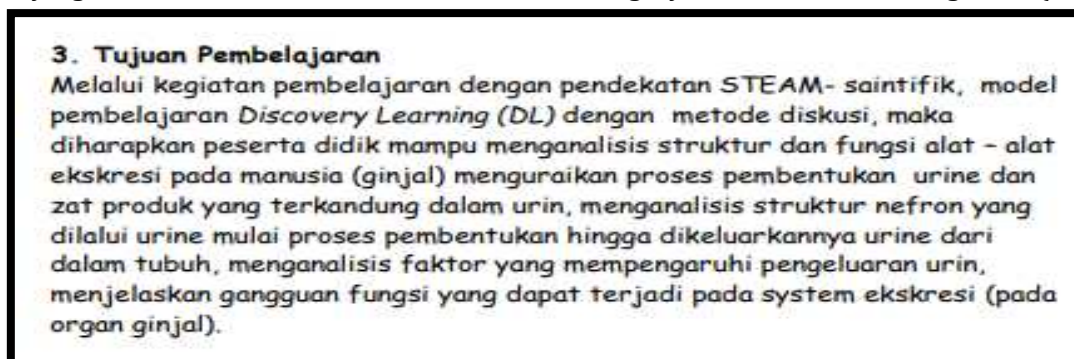 3. Tujuan Pembelajaran
Melalui kegiatan pembelajaran dengan pendekatan STEAM- saintifik, model
pembelajaran Discovery Learning (DL) dengan metode diskusi, maka
diharapkan peserta didik mampu menganalisis struktur dan fungsi alat – alat
ekskresi pada manusia (ginjal) menguraikan proses pembentukan urine dan
zat produk yang terkandung dalam urin, menganalisis struktur nefron yang
dilalui urine mulai proses pembentukan hingga dikeluarkannya urine dari
dalam tubuh, menganalisis faktor yang mempengaruhi pengeluaran urin,
menjelaskan gangguan fungsi yang dapat terjadi pada system ekskresi (pada
organ ginjal).